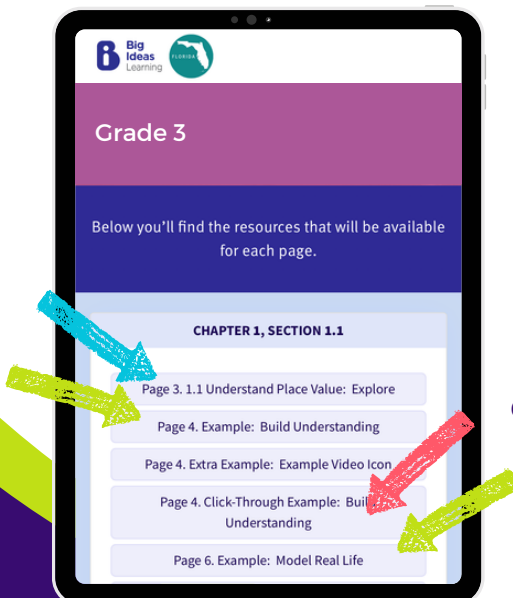 Big
Ideas
Learning
FLORIDA
Grade 3
Below you’ll find the resources that will be available
for each page.
CHAPTER 1, SECTION 1.1
Page 3. 1.1 Understand Place Value: Explore
Page 4. Example: Build Understanding
Page 4. Extra Example: Example Video Icon
Page 4. Click-Through Example: Build
Understanding
Page 6. Example: Model Real Life